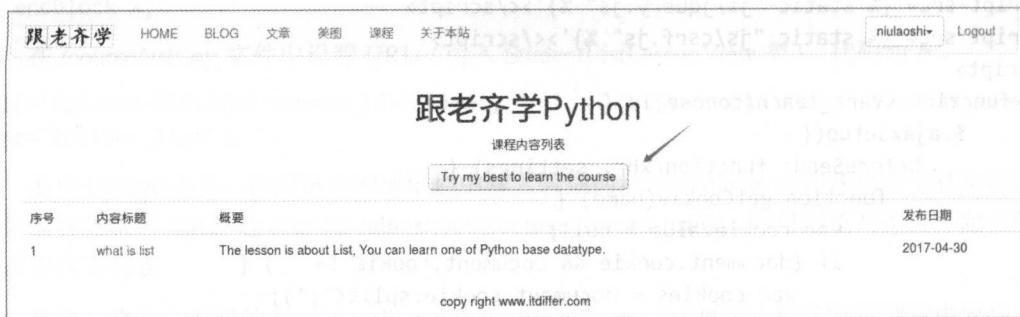 跟老齐学 HOME BLOG 文章 美图 课程 关于本站 niulaoshi Logout
跟老齐学Python
课程内容列表
Try my best to learn the course
序号 内容标题 概要 发布日期
1 what is list The lesson is about List, You can learn one of Python base datatype, 2017-04-30
copy right www.itdiffer.com